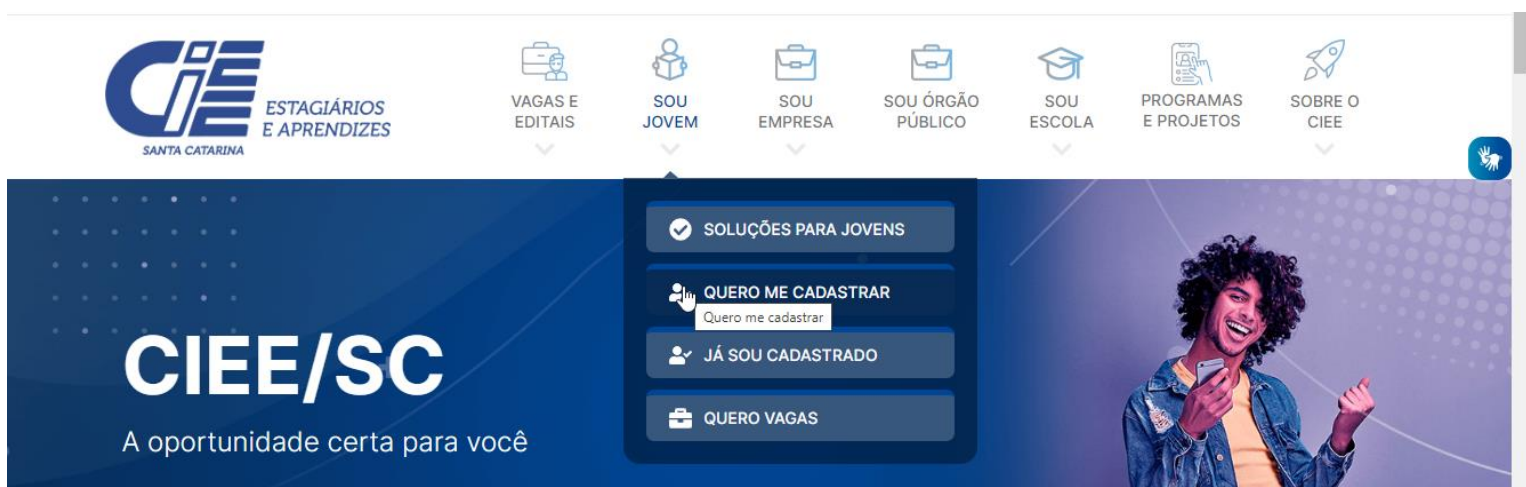 CIEE
ESTAGIÁRIOS
E APRENDIZES
SANTA CATARINA
VAGAS E
EDITAIS
SOU
JOVEM
SOU
EMPRESA
SOU ÓRGÃO
PÚBLICO
SOU
ESCOLA
PROGRAMAS
E PROJETOS
SOBRE O
CIEE
SOLUÇÕES PARA JOVENS
QUERO ME CADASTRAR
Quero me cadastrar
JÁ SOU CADASTRADO
QUERO VAGAS
CIEE/SC
A oportunidade certa para você